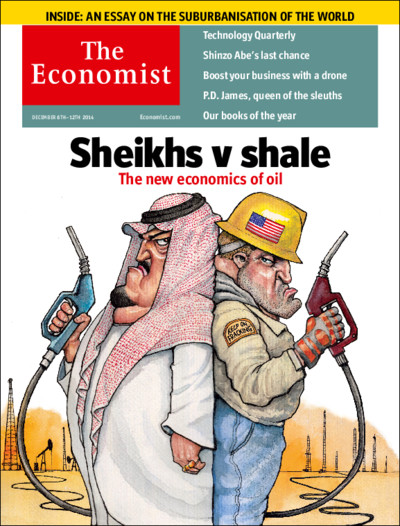 INSIDE: AN ESSAY ON THE SUBURBANISATION OF THE WORLD
The
Economist
DECEMBER 6TH–12TH 2014
Economist.com
Technology Quarterly
Shinzo Abe's last chance
Boost your business with a drone
P.D. James, queen of the sleuths
Our books of the year
Sheikhs v shale
The new economics of oil
KEEP ON
FRACKING